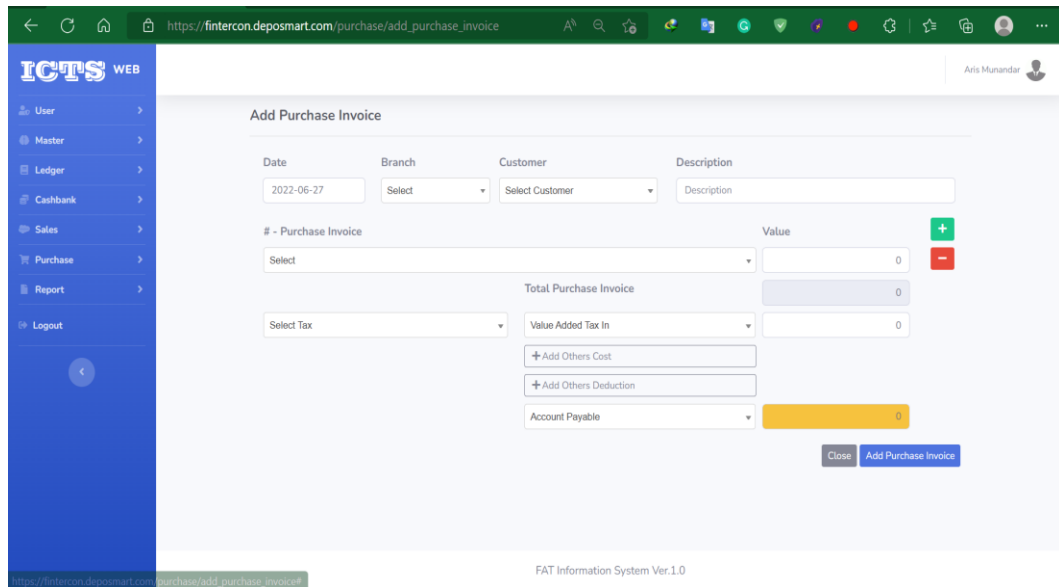 https://fintercon.deposmart.com/purchase/add_purchase_invoice
ICTS WEB
Aris Munandar
User
Master
Ledger
Cashbank
Sales
Purchase
Report
Logout
Add Purchase Invoice
Date Branch Customer Description
2022-06-27 Select Select Customer Description
# - Purchase Invoice Value +
Select 0 -
Total Purchase Invoice 0
Select Tax Value Added Tax In 0
+Add Others Cost
+Add Others Deduction
Account Payable 0
Close Add Purchase Invoice
FAT Information System Ver.1.0
https://fintercon.deposmart.com/purchase/add_purchase_invoice#